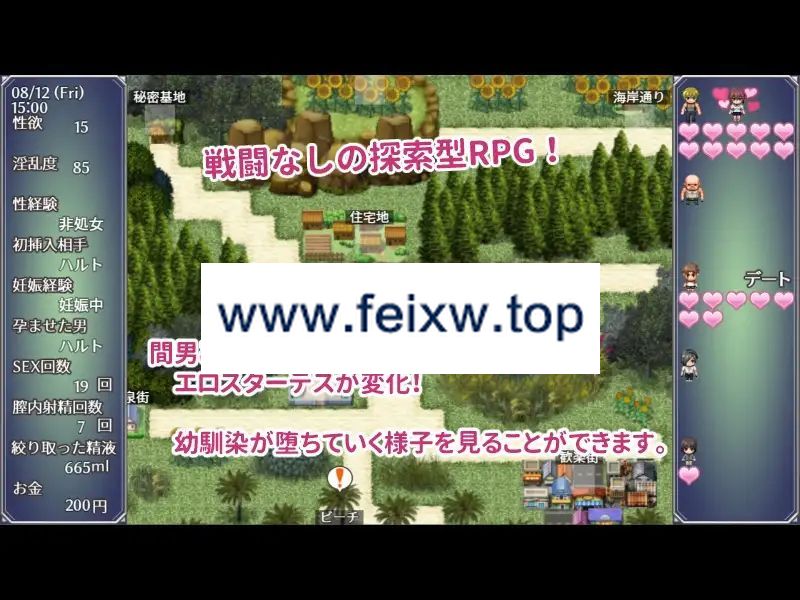 08/12 (Fri)
15:00
性欲
15
淫乱度
85
性経験
非処女
初挿入相手
ハルト
妊娠経験
妊娠中
孕ませた男
ハルト
SEX回数
19 回
膣内射精回数
7 回
絞り取った精液
665ml
お金
200円
秘密基地
海岸通り
戦闘なしの探索型RPG！
住宅地
www.feixw.top
間男
エロステータスが変化！
泉街
幼馴染が堕ちていく様子を見ることができます。
歓楽街
ビーチ
デート